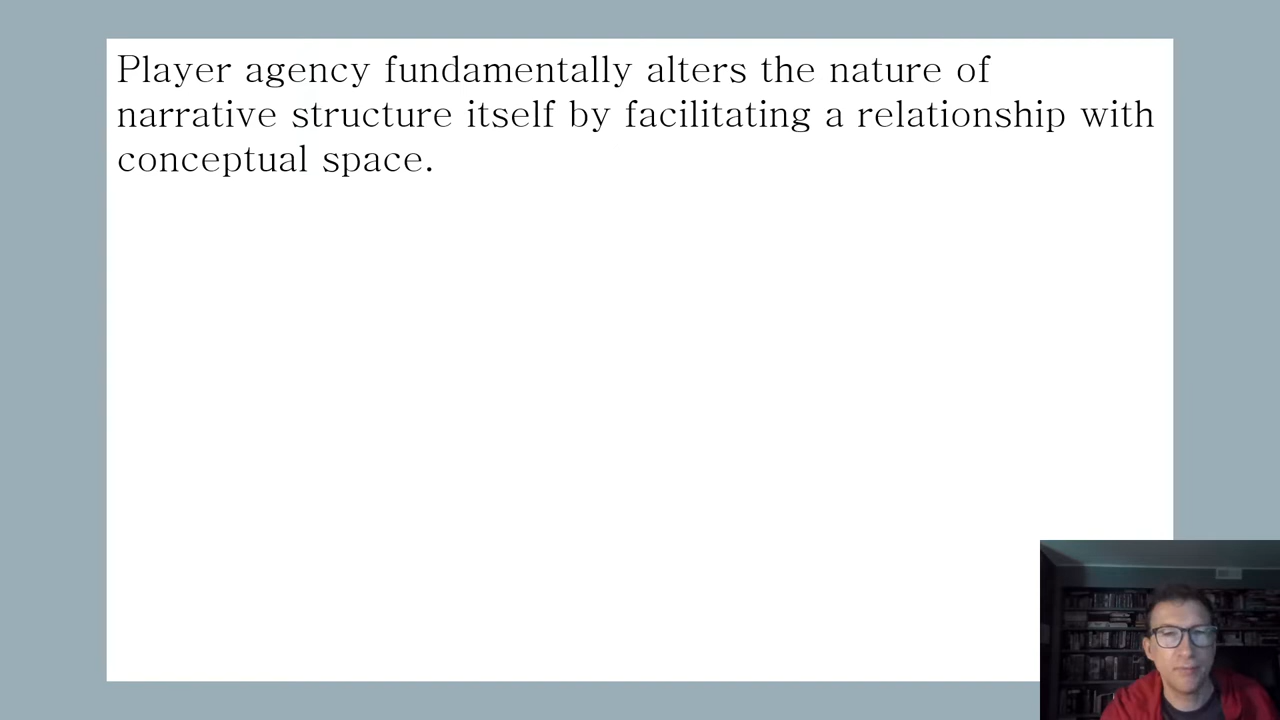 Player agency fundamentally alters the nature of
narrative structure itself by facilitating a relationship with
conceptual space.